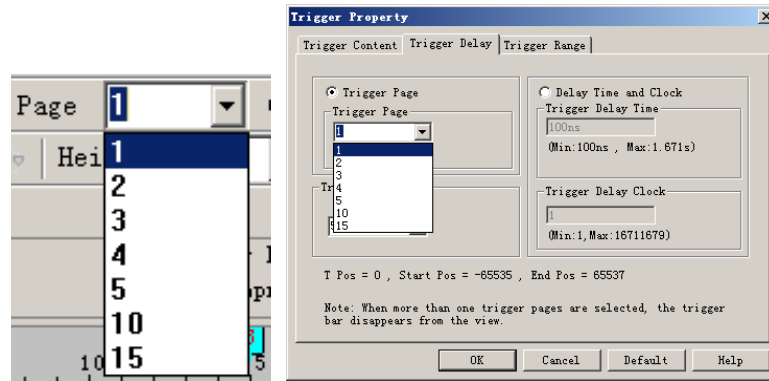 Page 1
Hei
1
2
3
4
5
10
15
10
5
Trigger Property
Trigger Content Trigger Delay Trigger Range
Trigger Page
Trigger Page
1
1
2
3
4
5
10
15
Delay Time and Clock
Trigger Delay Time
100ns
(Min:100ns , Max:1.671s)
Trigger Delay Clock
1
(Min:1,Max:16711679)
T Pos = 0 , Start Pos = -65535 , End Pos = 65537
Note: When more than one trigger pages are selected, the trigger
bar disappears from the view.
OK Cancel Default Help